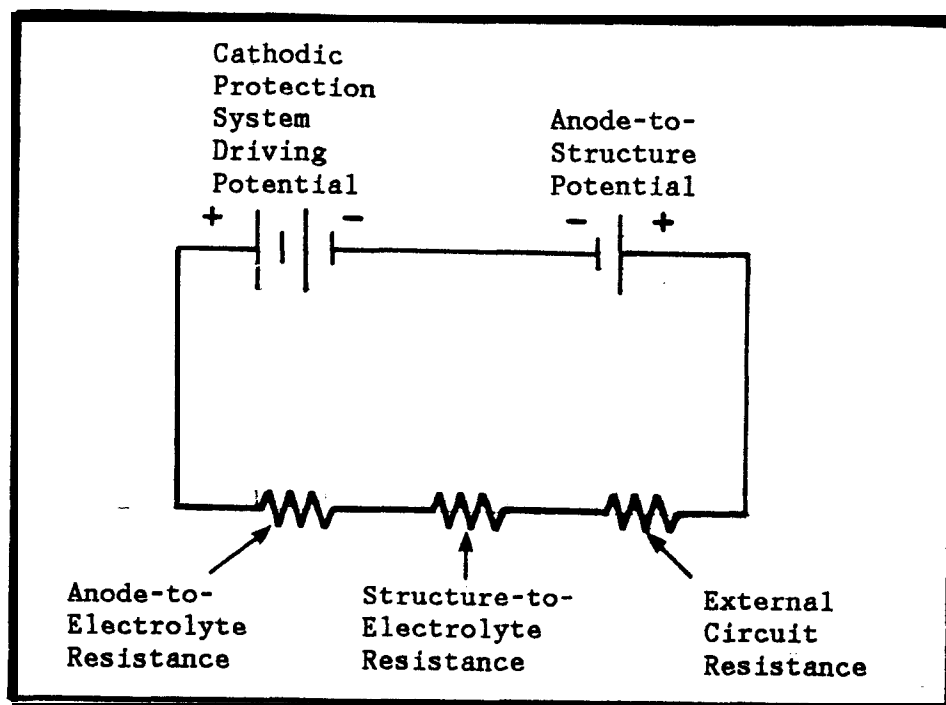 Cathodic
Protection
System
Driving
Potential
Anode-to-
Structure
Potential
+ -
- +
Anode-to-
Electrolyte
Resistance
Structure-to-
Electrolyte
Resistance
External
Circuit
Resistance